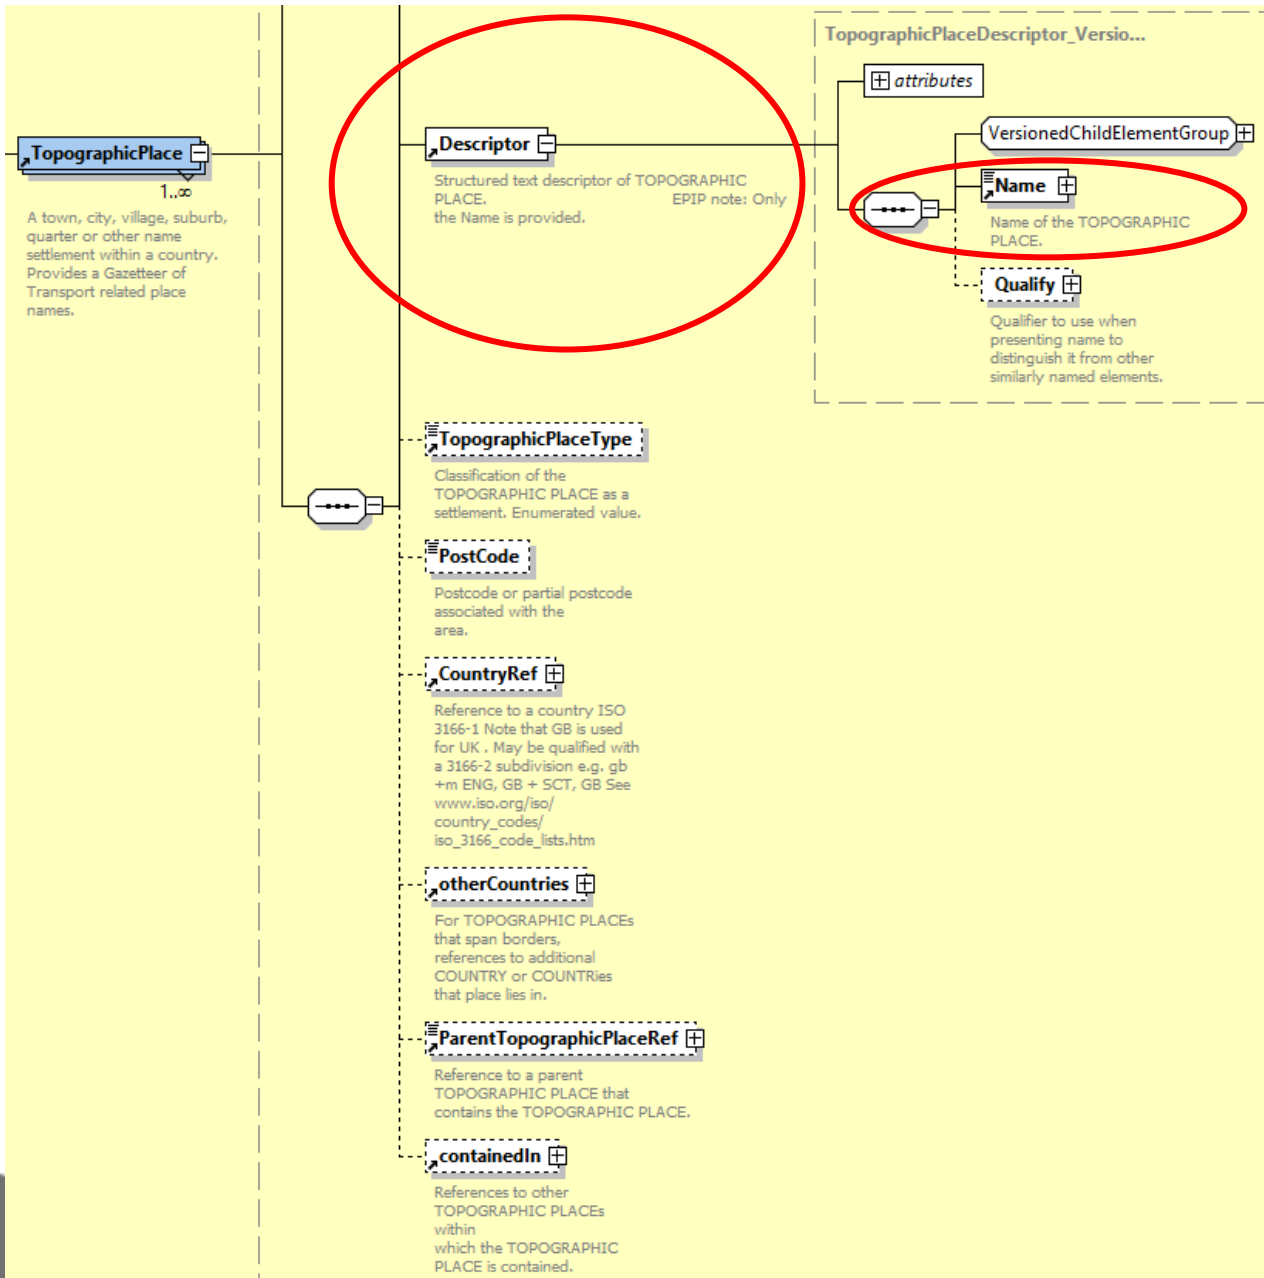 TopographicPlaceDescriptor_Versio...
attributes
VersionedChildElementGroup
TopographicPlace
1..∞
A town, city, village, suburb,
quarter or other name
settlement within a country.
Provides a Gazetteer of
Transport related place
names.
Descriptor
Structured text descriptor of TOPOGRAPHIC
PLACE. EPIP note: Only
the Name is provided.
Name
Name of the TOPOGRAPHIC
PLACE.
Qualify
Qualifier to use when
presenting name to
distinguish it from other
similarly named elements.
TopographicPlaceType
Classification of the
TOPOGRAPHIC PLACE as a
settlement. Enumerated value.
PostCode
Postcode or partial postcode
associated with the
area.
CountryRef
Reference to a country ISO
3166-1 Note that GB is used
for UK . May be qualified with
a 3166-2 subdivision e.g. gb
+m ENG, GB + SCT, GB See
www.iso.org/iso/
country_codes/
iso_3166_code_lists.htm
otherCountries
For TOPOGRAPHIC PLACEs
that span borders,
references to additional
COUNTRY or COUNTRies
that place lies in.
ParentTopographicPlaceRef
Reference to a parent
TOPOGRAPHIC PLACE that
contains the TOPOGRAPHIC PLACE.
containedIn
References to other
TOPOGRAPHIC PLACEs
within
which the TOPOGRAPHIC
PLACE is contained.